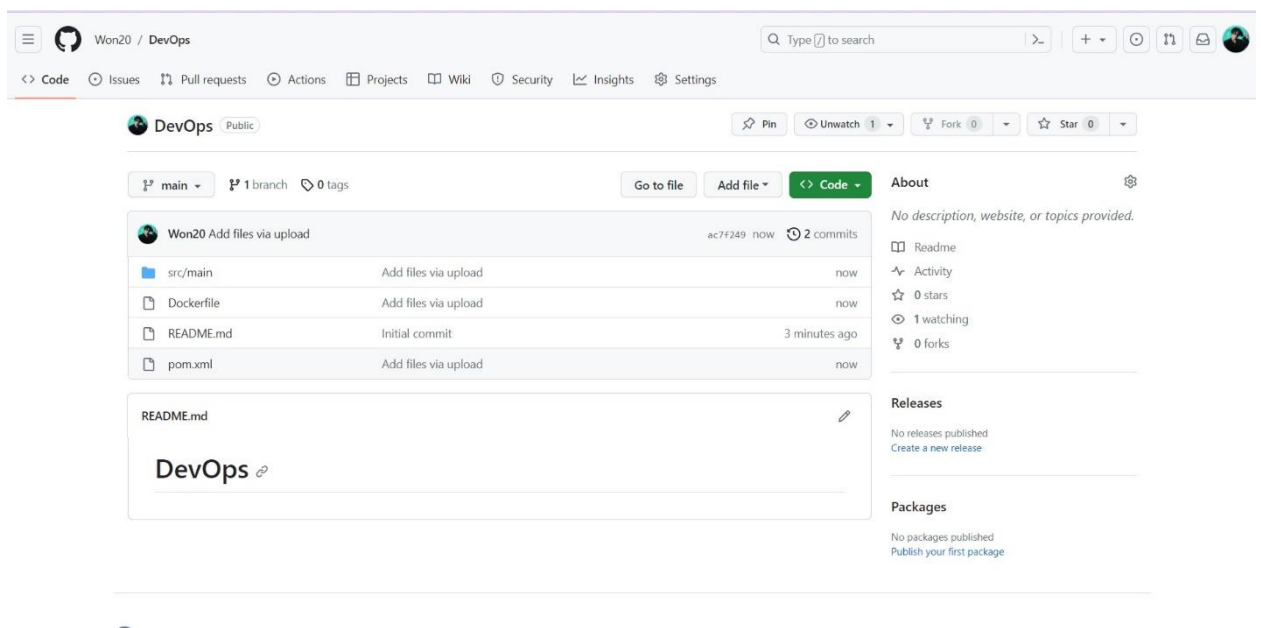 Won20 / DevOps
Type / to search
Code Issues Pull requests Actions Projects Wiki Security Insights Settings
DevOps Public
Pin Unwatch 1 Fork 0 Star 0
main 1 branch 0 tags Go to file Add file Code
Won20 Add files via upload ac7f249 now 2 commits
src/main Add files via upload now
Dockerfile Add files via upload now
README.md Initial commit 3 minutes ago
pom.xml Add files via upload now
README.md
DevOps
About
No description, website, or topics provided.
Readme
Activity
0 stars
1 watching
0 forks
Releases
No releases published
Create a new release
Packages
No packages published
Publish your first package